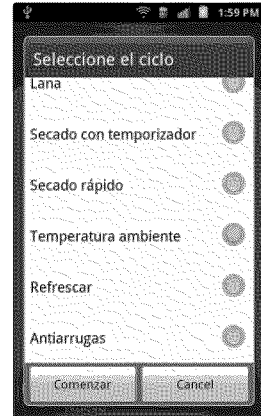 1:59 PM
Seleccione el ciclo
Lana
Secado con temporizador
Secado rápido
Temperatura ambiente
Refrescar
Antiarrugas
Comenzar Cancel